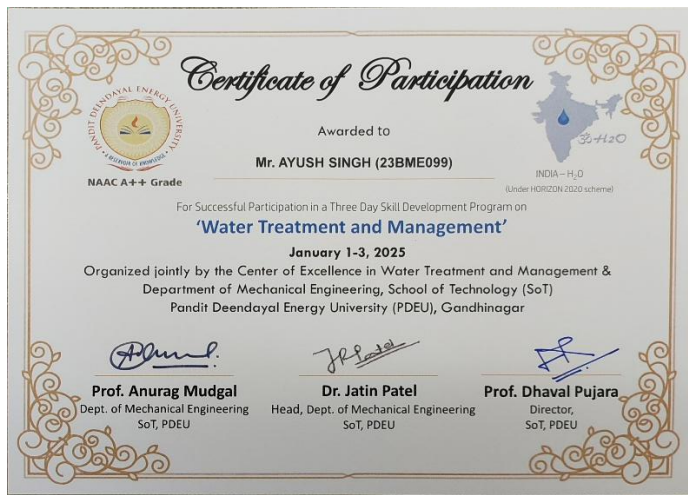 Certificate of Participation
PANDIT DEENDAYAL ENERGY UNIVERSITY
A RESERVOIR OF KNOWLEDGE
NAAC A++ Grade
ॐ-H2O
INDIA – H₂O
(Under HORIZON 2020 scheme)
Awarded to
Mr. AYUSH SINGH (23BME099)
For Successful Participation in a Three Day Skill Development Program on
‘Water Treatment and Management’
January 1-3, 2025
Organized jointly by the Center of Excellence in Water Treatment and Management &
Department of Mechanical Engineering, School of Technology (SoT)
Pandit Deendayal Energy University (PDEU), Gandhinagar
Prof. Anurag Mudgal
Dept. of Mechanical Engineering
SoT, PDEU
JRPatel
Dr. Jatin Patel
Head, Dept. of Mechanical Engineering
SoT, PDEU
Prof. Dhaval Pujara
Director,
SoT, PDEU